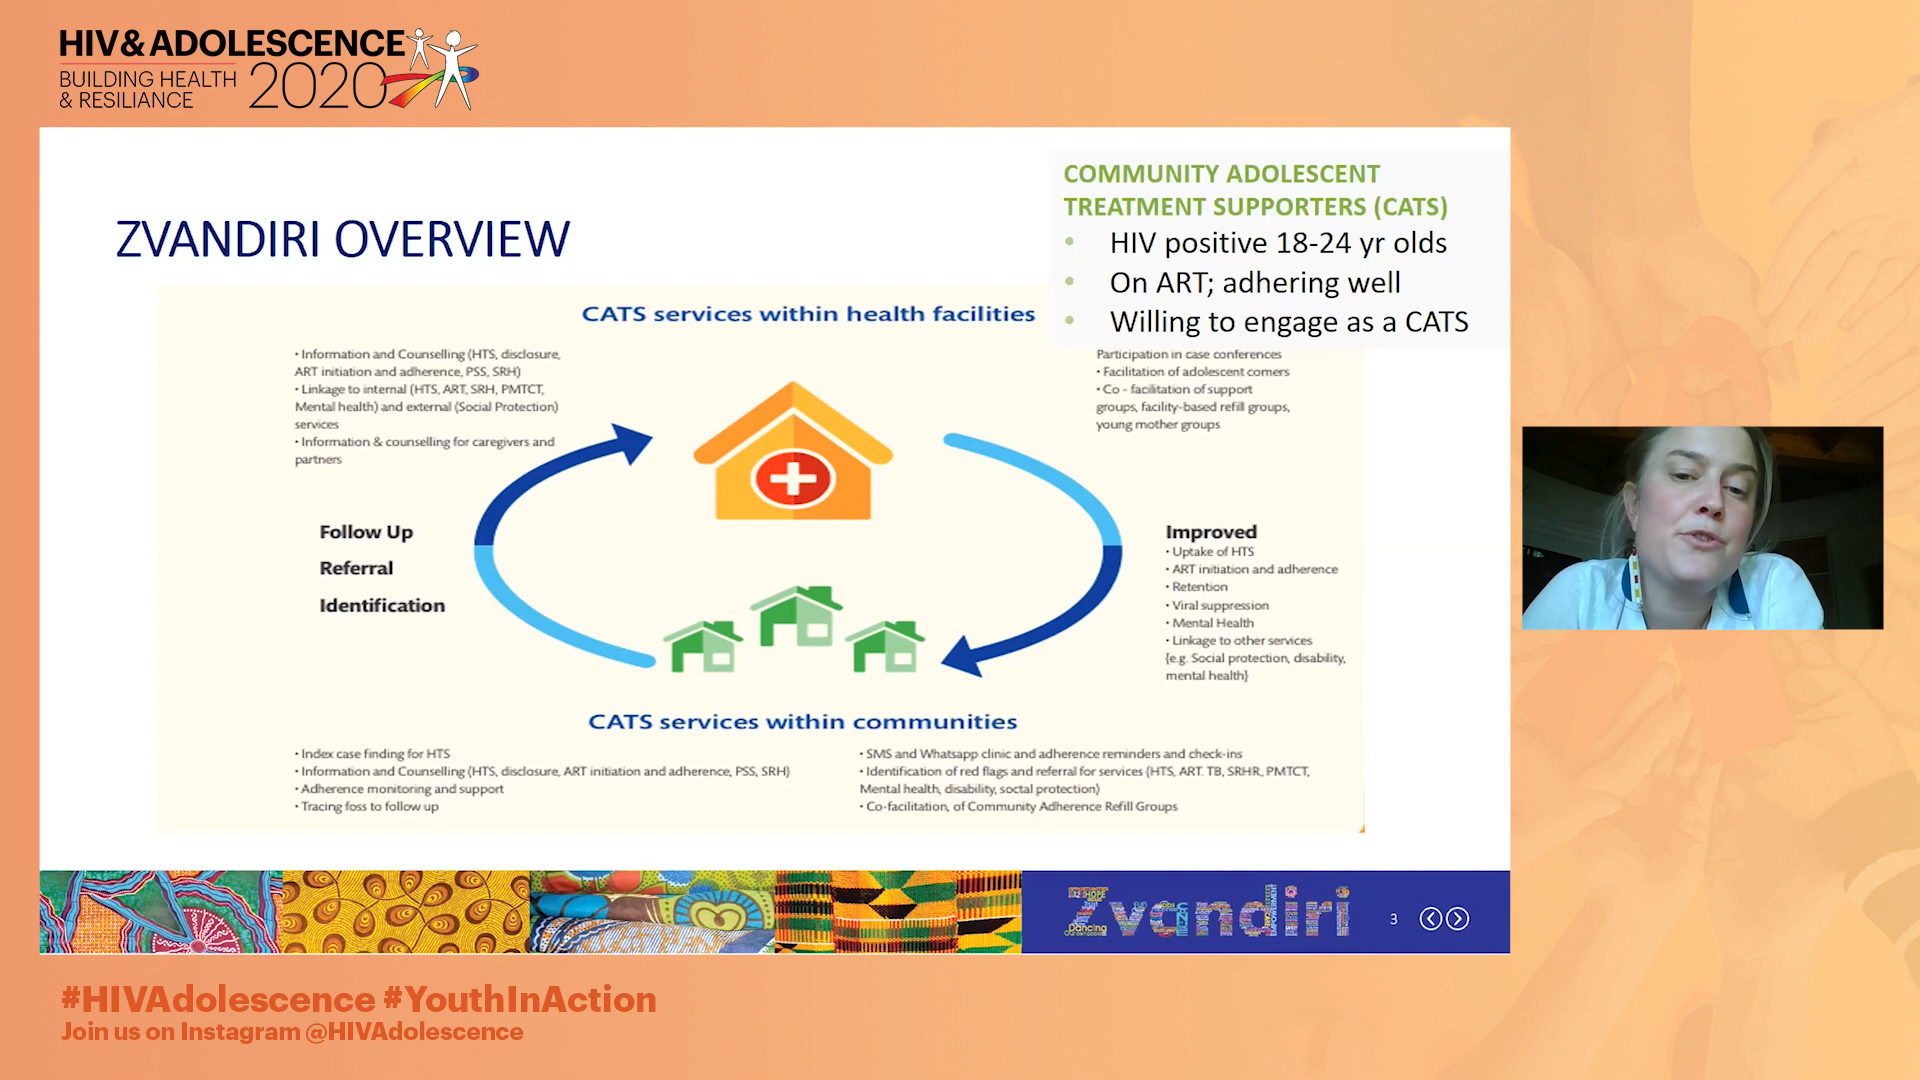 HIV & ADOLESCENCE
BUILDING HEALTH
& RESILIANCE
2020
ZVANDIRI OVERVIEW
COMMUNITY ADOLESCENT
TREATMENT SUPPORTERS (CATS)
• HIV positive 18-24 yr olds
• On ART; adhering well
• Willing to engage as a CATS
CATS services within health facilities
• Information and Counselling (HTS, disclosure,
ART initiation and adherence, PSS, SRH)
• Linkage to internal (HTS, ART, SRH, PMTCT,
Mental health) and external (Social Protection)
services
• Information & counselling for caregivers and
partners
Participation in case conferences
• Facilitation of adolescent comers
• Co - facilitation of support
groups, facility-based refill groups,
young mother groups
Follow Up
Referral
Identification
Improved
• Uptake of HTS
• ART initiation and adherence
• Retention
• Viral suppression
• Mental Health
• Linkage to other services
{e.g. Social protection, disability,
mental health}
CATS services within communities
• Index case finding for HTS
• Information and Counselling (HTS, disclosure, ART initiation and adherence, PSS, SRH)
• Adherence monitoring and support
• Tracing foss to follow up
• SMS and Whatsapp clinic and adherence reminders and check-ins
• Identification of red flags and referral for services (HTS, ART. TB, SRHR, PMTCT,
Mental health, disability, soctal protection)
• Co-facilitation, of Community Adherence Refill Groups
Zvandiri
Dancing
3
#HIVAdolescence #YouthInAction
Join us on Instagram @HIVAdolescence